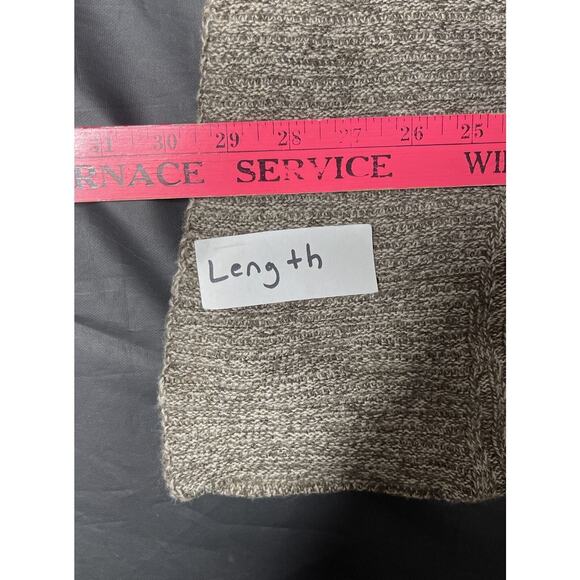 31 30 29 28 27 26 25
RNACE SERVICE WI
Length